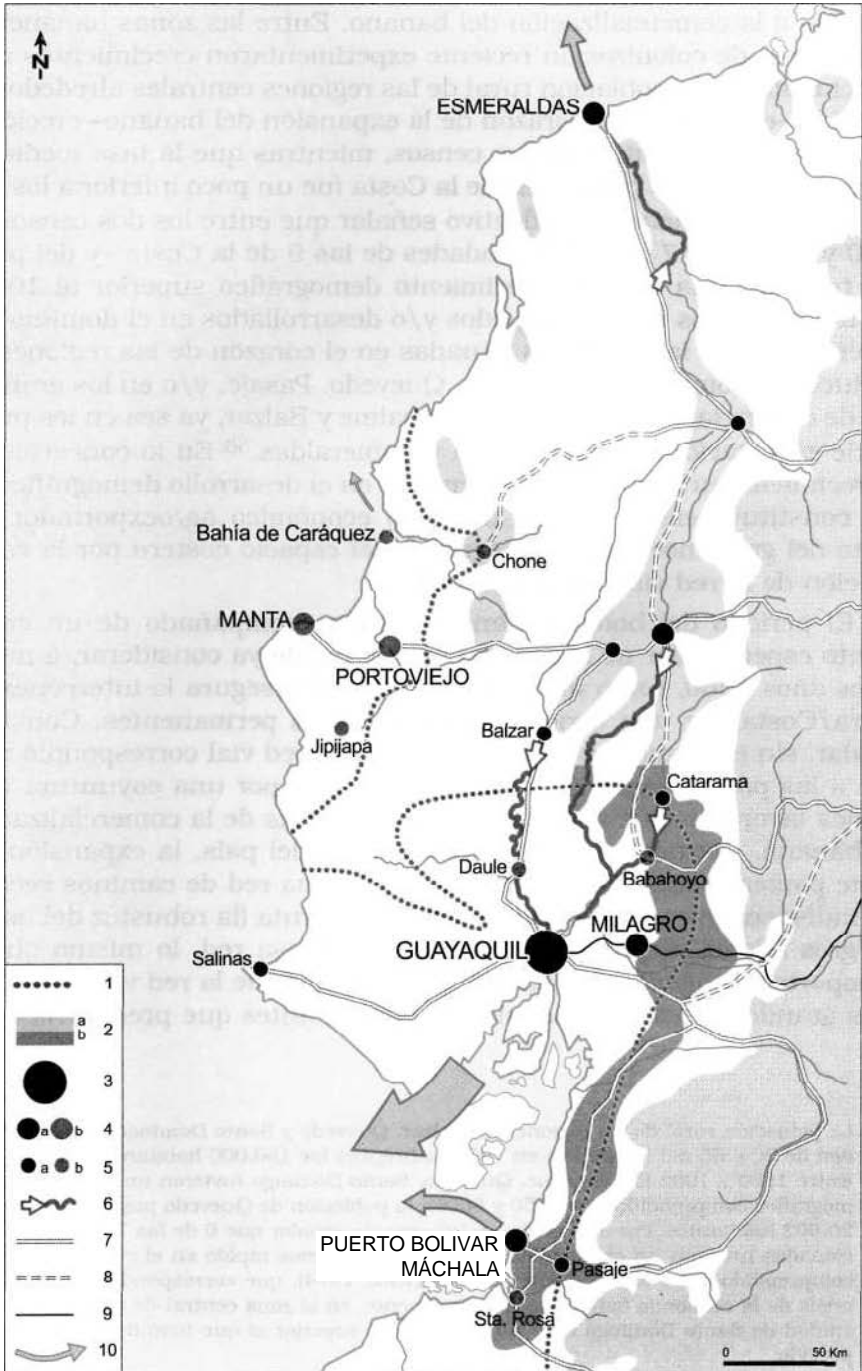 N
ESMERALDAS
Bahía de Caráquez
Chone
MANTA
PORTOVIEJO
Jipijapa
Balzar
Catarama
Daule
Babahoyo
MILAGRO
GUAYAQUIL
Salinas
PUERTO BOLIVAR
MÁCHALA
Pasaje
Sta. Rosa
1
a
b
2
3
a b 4
a b 5
6
7
8
9
10
0 50 Km.